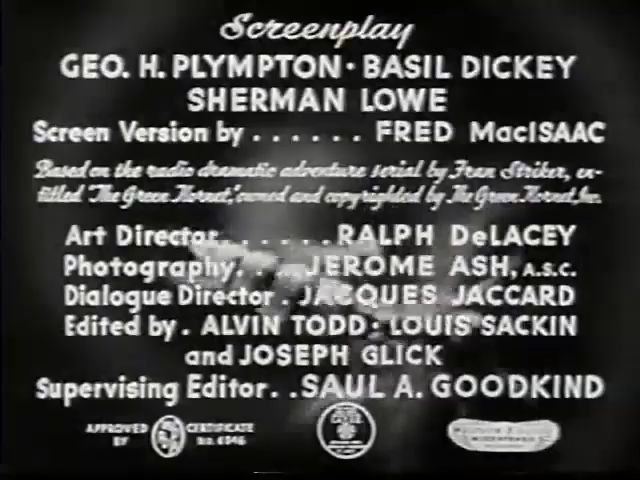 Screenplay
GEO. H. PLYMPTON · BASIL DICKEY
SHERMAN LOWE
Screen Version by . . . . . . FRED MacISAAC
Based on the radio dramatic adventure serial by Fran Striker, en-
titled 'The Green Hornet,' owned and copyrighted by The Green Hornet, Inc.
Art Director . . . . . . RALPH DeLACEY
Photography. . . . JEROME ASH, A.S.C.
Dialogue Director . JACQUES JACCARD
Edited by . ALVIN TODD · LOUIS SACKIN
and JOSEPH GLICK
Supervising Editor. . SAUL A. GOODKIND
APPROVED CERTIFICATE
BY No. 6046